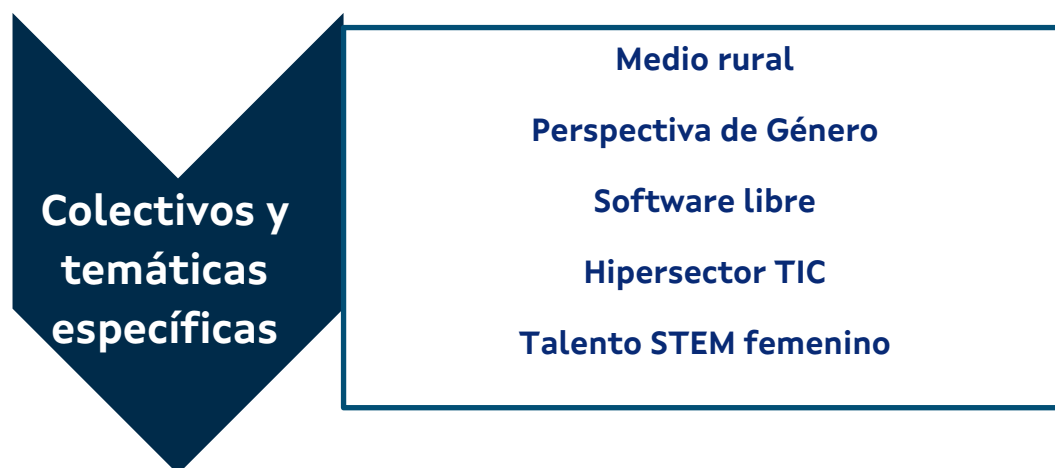 Colectivos y
temáticas
específicas
Medio rural
Perspectiva de Género
Software libre
Hipersector TIC
Talento STEM femenino